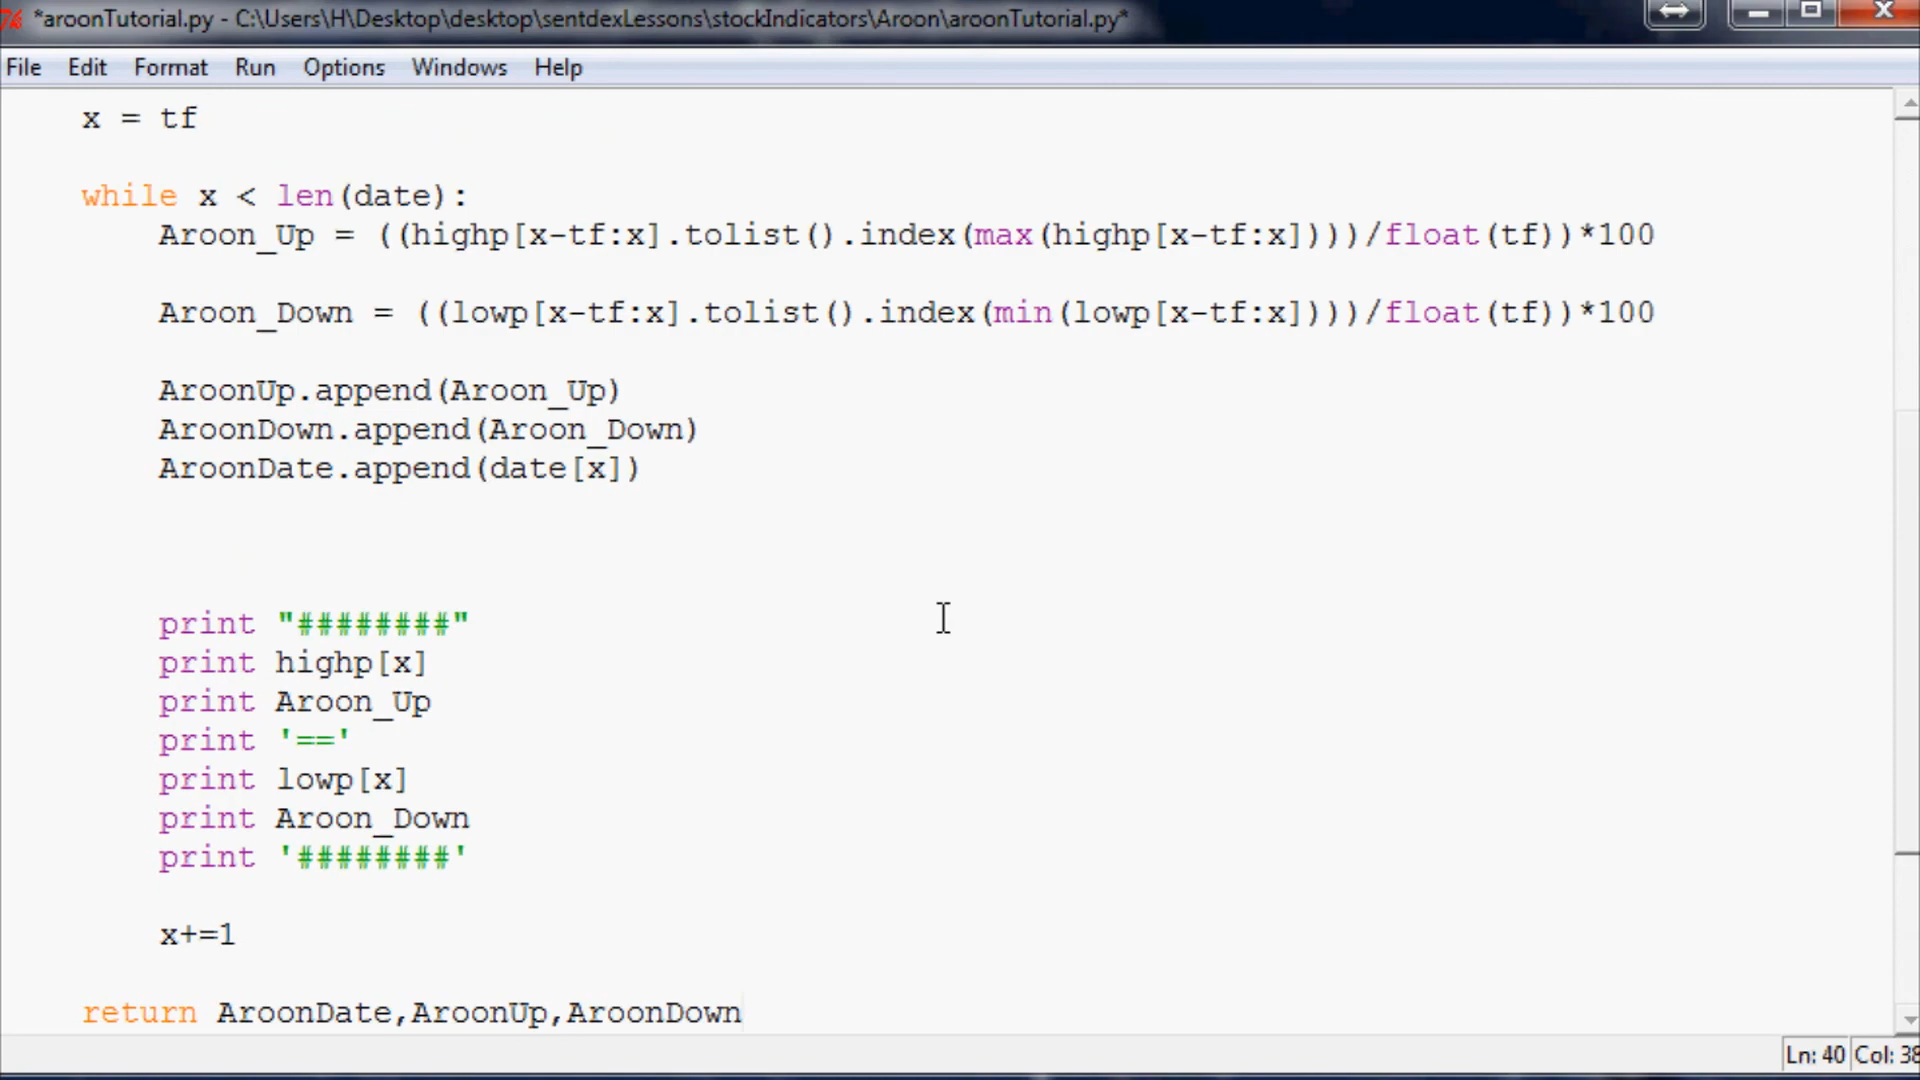 *aroonTutorial.py - C:\Users\H\Desktop\desktop\sentdexLessons\stockIndicators\Aroon\aroonTutorial.py*
File Edit Format Run Options Windows Help
x = tf
while x < len(date):
Aroon_Up = ((highp[x-tf:x].tolist().index(max(highp[x-tf:x])))/float(tf))*100
Aroon_Down = ((lowp[x-tf:x].tolist().index(min(lowp[x-tf:x])))/float(tf))*100
AroonUp.append(Aroon_Up)
AroonDown.append(Aroon_Down)
AroonDate.append(date[x])
print "########"
print highp[x]
print Aroon_Up
print '=='
print lowp[x]
print Aroon_Down
print '########'
x+=1
return AroonDate,AroonUp,AroonDown
Ln: 40 Col: 38